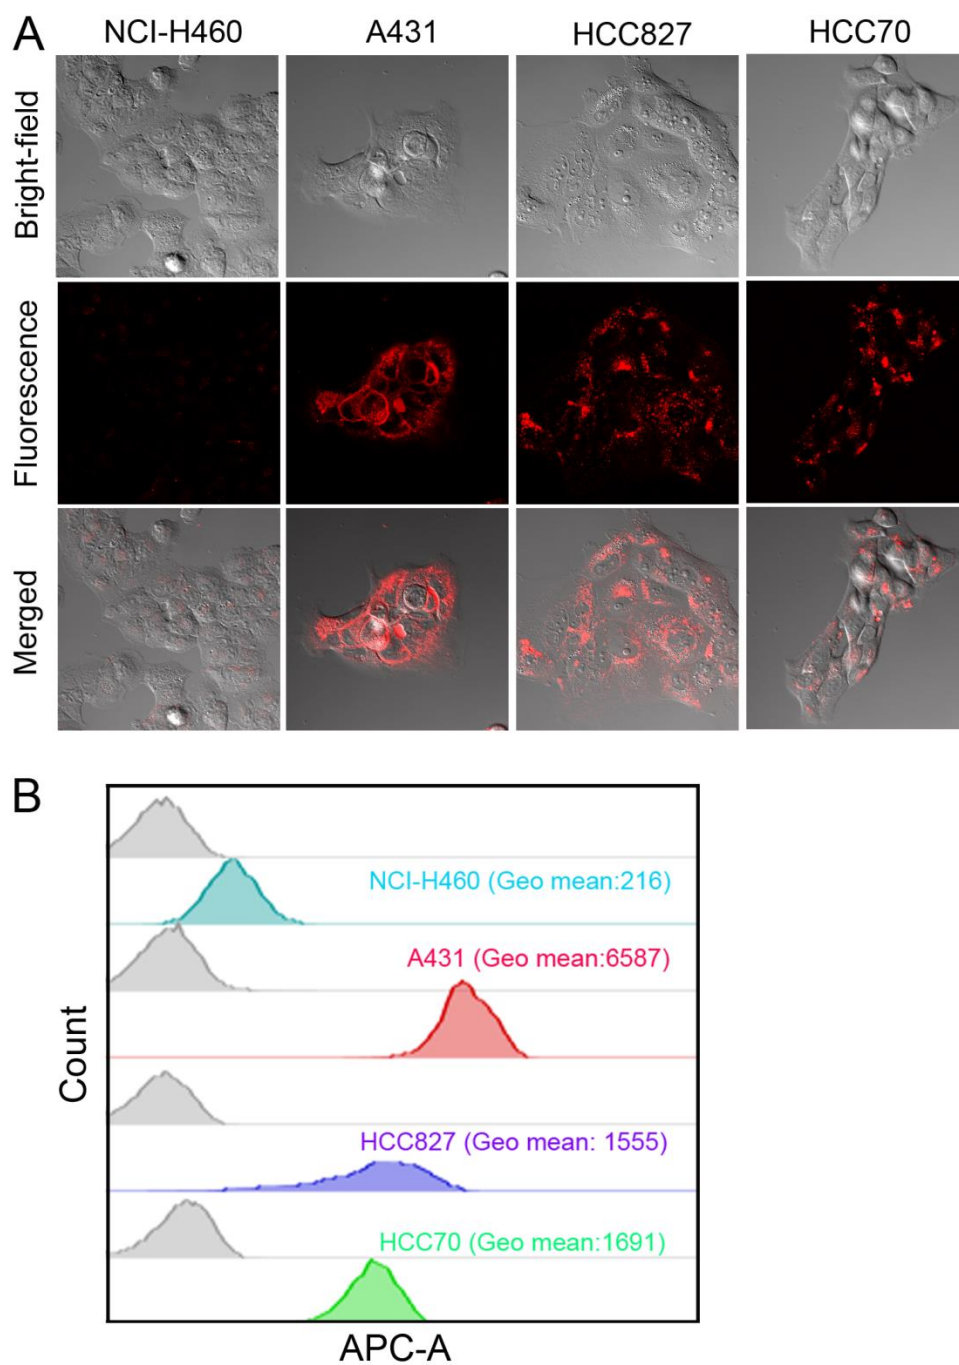 A
NCI-H460 A431 HCC827 HCC70
Bright-field
Fluorescence
Merged
B
NCI-H460 (Geo mean:216)
A431 (Geo mean:6587)
HCC827 (Geo mean: 1555)
HCC70 (Geo mean:1691)
Count
APC-A